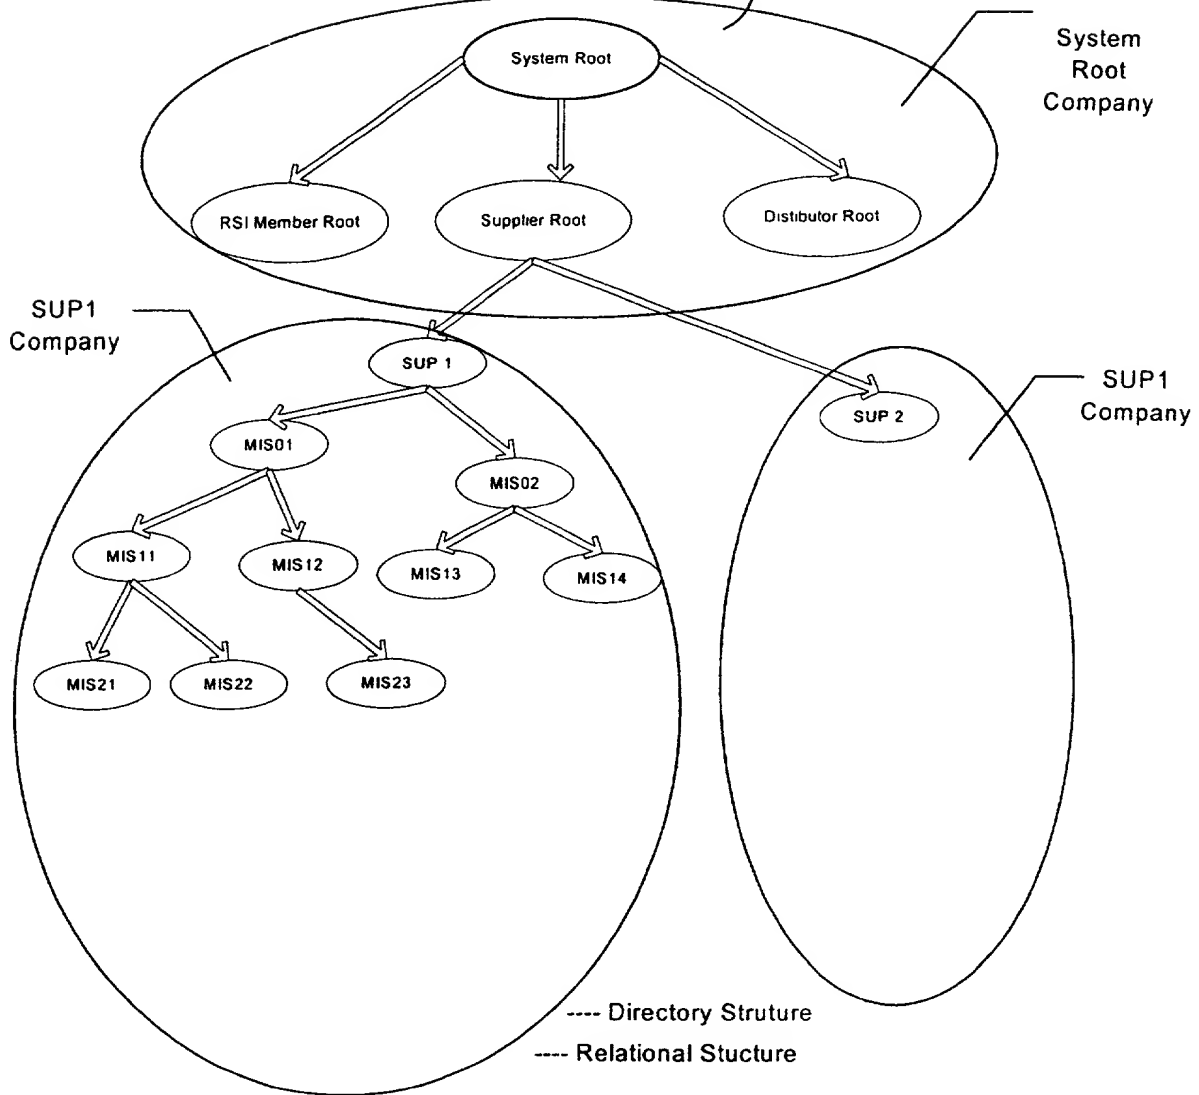 System Root
System
Root
Company
RSI Member Root
Supplier Root
Distibutor Root
SUP1
Company
SUP 1
SUP1
Company
SUP 2
MIS01
MIS02
MIS11
MIS12
MIS13
MIS14
MIS21
MIS22
MIS23
---- Directory Struture
---- Relational Stucture